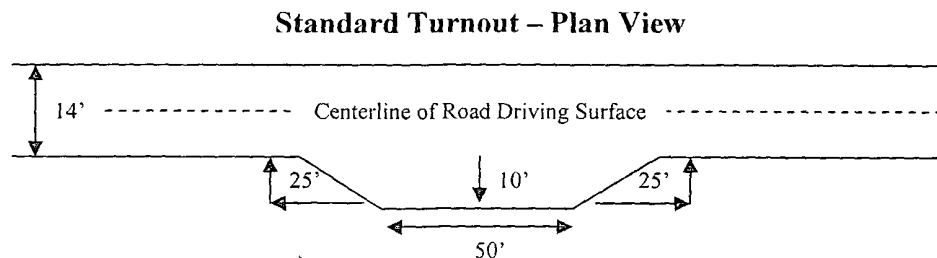 Standard Turnout – Plan View
14'
Centerline of Road Driving Surface
25'
10'
25'
50'